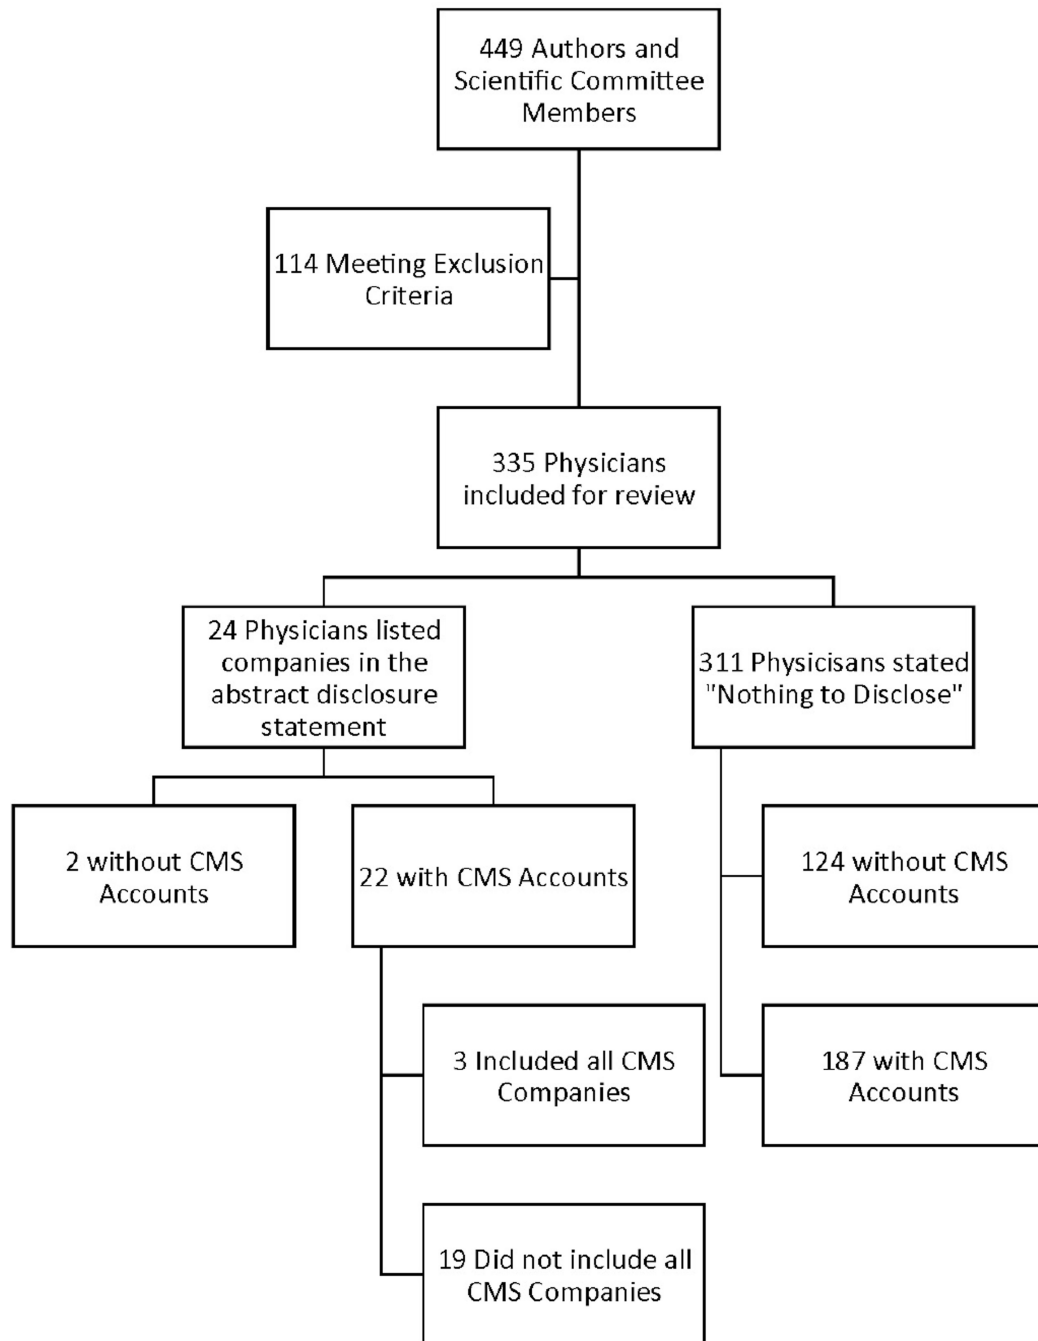 449 Authors and
Scientific Committee
Members
114 Meeting Exclusion
Criteria
335 Physicians
included for review
24 Physicians listed
companies in the
abstract disclosure
statement
311 Physicisans stated
"Nothing to Disclose"
2 without CMS
Accounts
22 with CMS Accounts
124 without CMS
Accounts
3 Included all CMS
Companies
187 with CMS
Accounts
19 Did not include all
CMS Companies